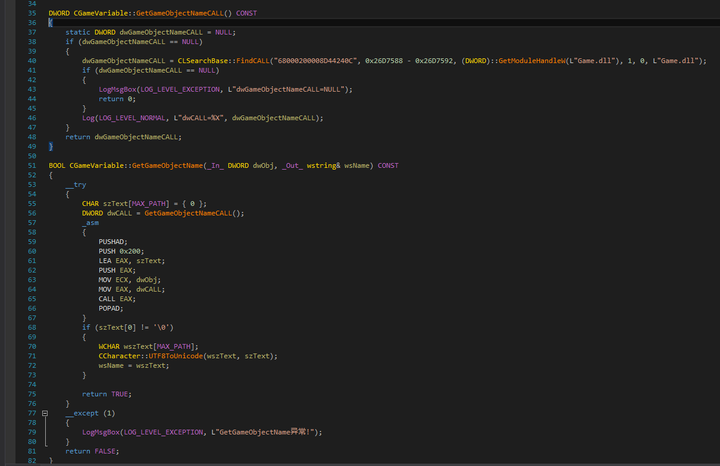 34
35 DWORD CGameVariable::GetGameObjectNameCALL() CONST
36 {
37     static DWORD dwGameObjectNameCALL = NULL;
38     if (dwGameObjectNameCALL == NULL)
39     {
40         dwGameObjectNameCALL = CLSearchBase::FindCALL("68000200008D44240C", 0x26D7588 - 0x26D7592, (DWORD)::GetModuleHandleW(L"Game.dll"), 1, 0, L"Game.dll");
41         if (dwGameObjectNameCALL == NULL)
42         {
43             LogMsgBox(LOG_LEVEL_EXCEPTION, L"dwGameObjectNameCALL=NULL");
44             return 0;
45         }
46         Log(LOG_LEVEL_NORMAL, L"dwCALL=%X", dwGameObjectNameCALL);
47     }
48     return dwGameObjectNameCALL;
49 }
50
51 BOOL CGameVariable::GetGameObjectName(_In_ DWORD dwObj, _Out_ wstring& wsName) CONST
52 {
53     __try
54     {
55         CHAR szText[MAX_PATH] = { 0 };
56         DWORD dwCALL = GetGameObjectNameCALL();
57         _asm
58         {
59             PUSHAD;
60             PUSH 0x200;
61             LEA EAX, szText;
62             PUSH EAX;
63             MOV ECX, dwObj;
64             MOV EAX, dwCALL;
65             CALL EAX;
66             POPAD;
67         }
68         if (szText[0] != '\0')
69         {
70             WCHAR wszText[MAX_PATH];
71             CCharacter::UTF8ToUnicode(wszText, szText);
72             wsName = wszText;
73         }
74
75         return TRUE;
76     }
77     __except (1)
78     {
79         LogMsgBox(LOG_LEVEL_EXCEPTION, L"GetGameObjectName异常!");
80     }
81     return FALSE;
82 }